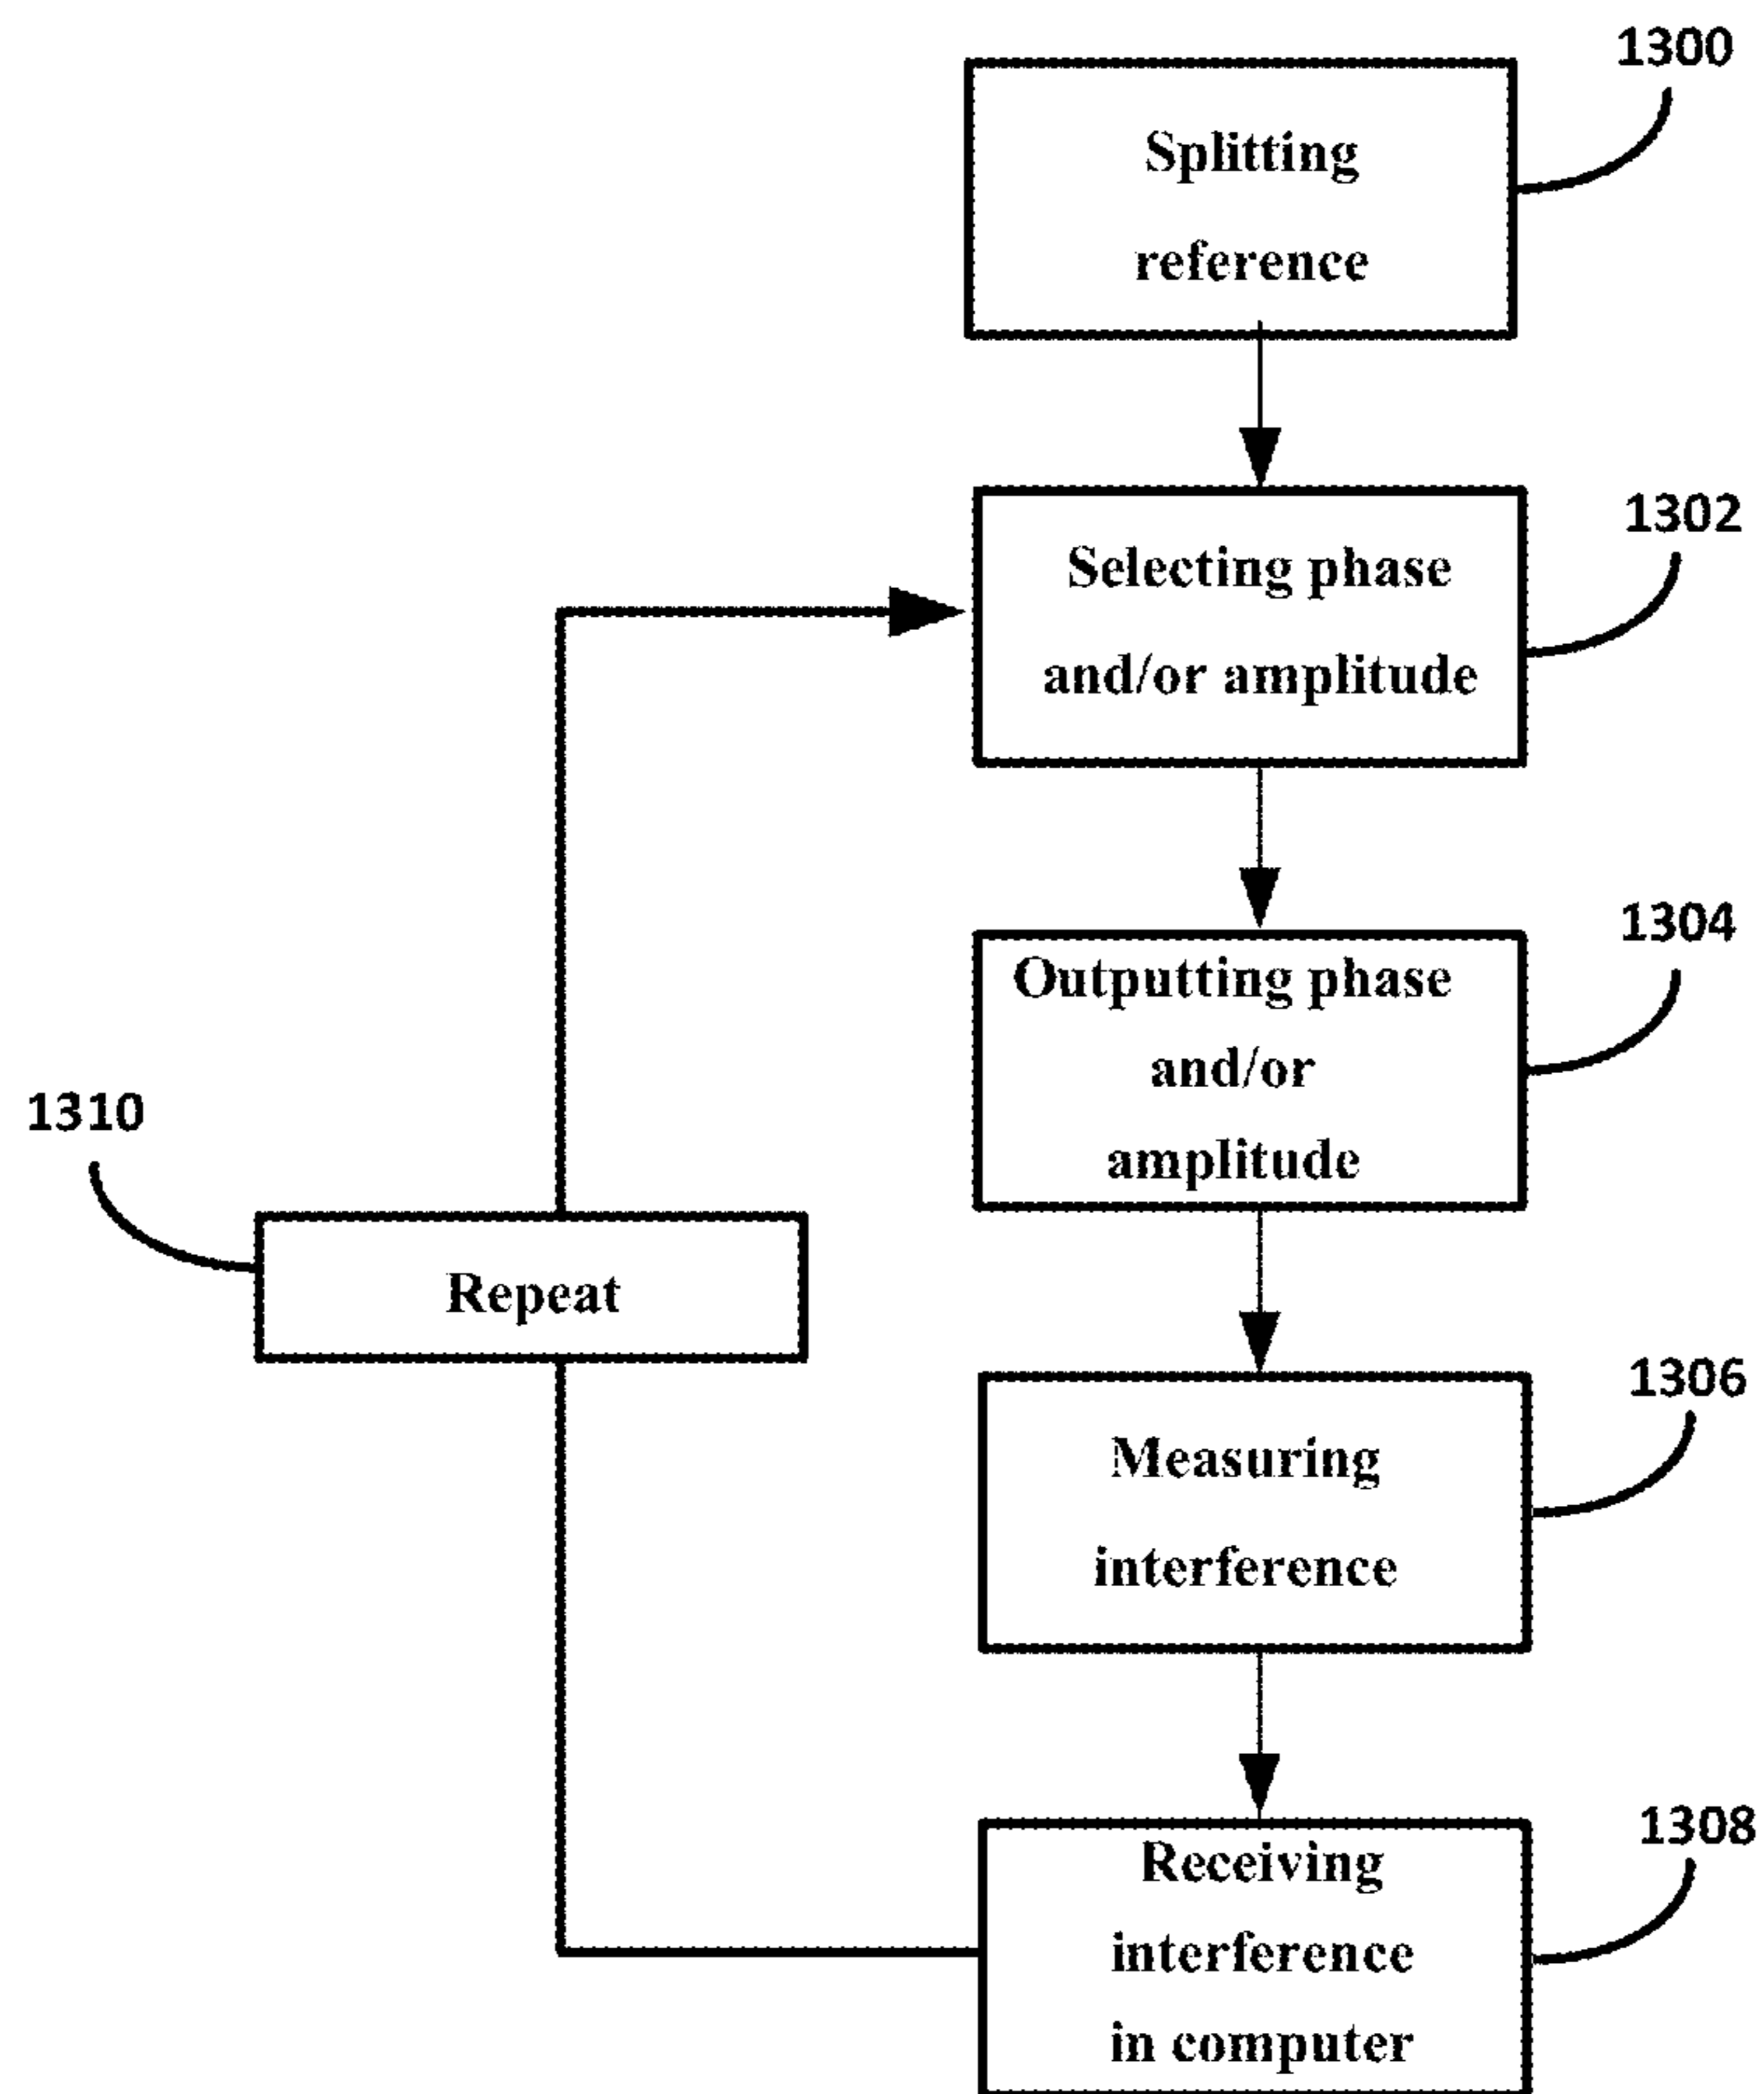 1300
Splitting
reference
1302
Selecting phase
and/or amplitude
1304
Outputting phase
and/or
amplitude
1310
Repeat
1306
Measuring
interference
1308
Receiving
interference
in computer